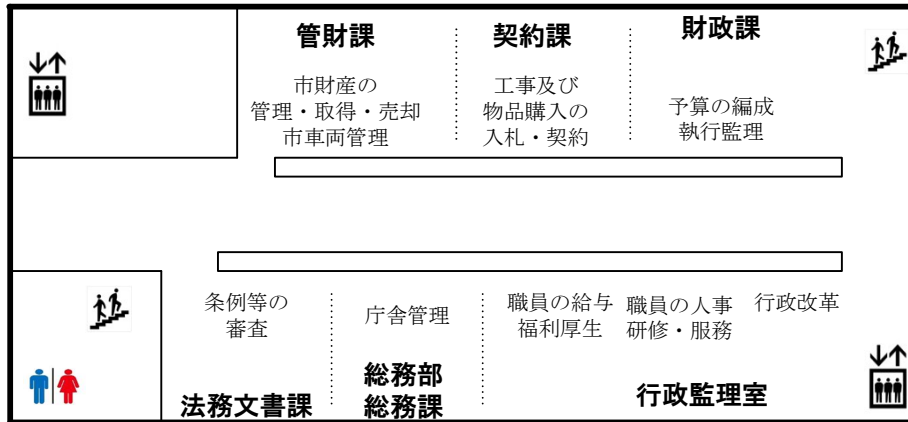 管財課
市財産の
管理・取得・売却
市車両管理
契約課
工事及び
物品購入の
入札・契約
財政課
予算の編成
執行監理
条例等の
審査
法務文書課
庁舎管理
総務部
総務課
職員の給与
福利厚生
職員の人事
研修・服務
行政改革
行政監理室